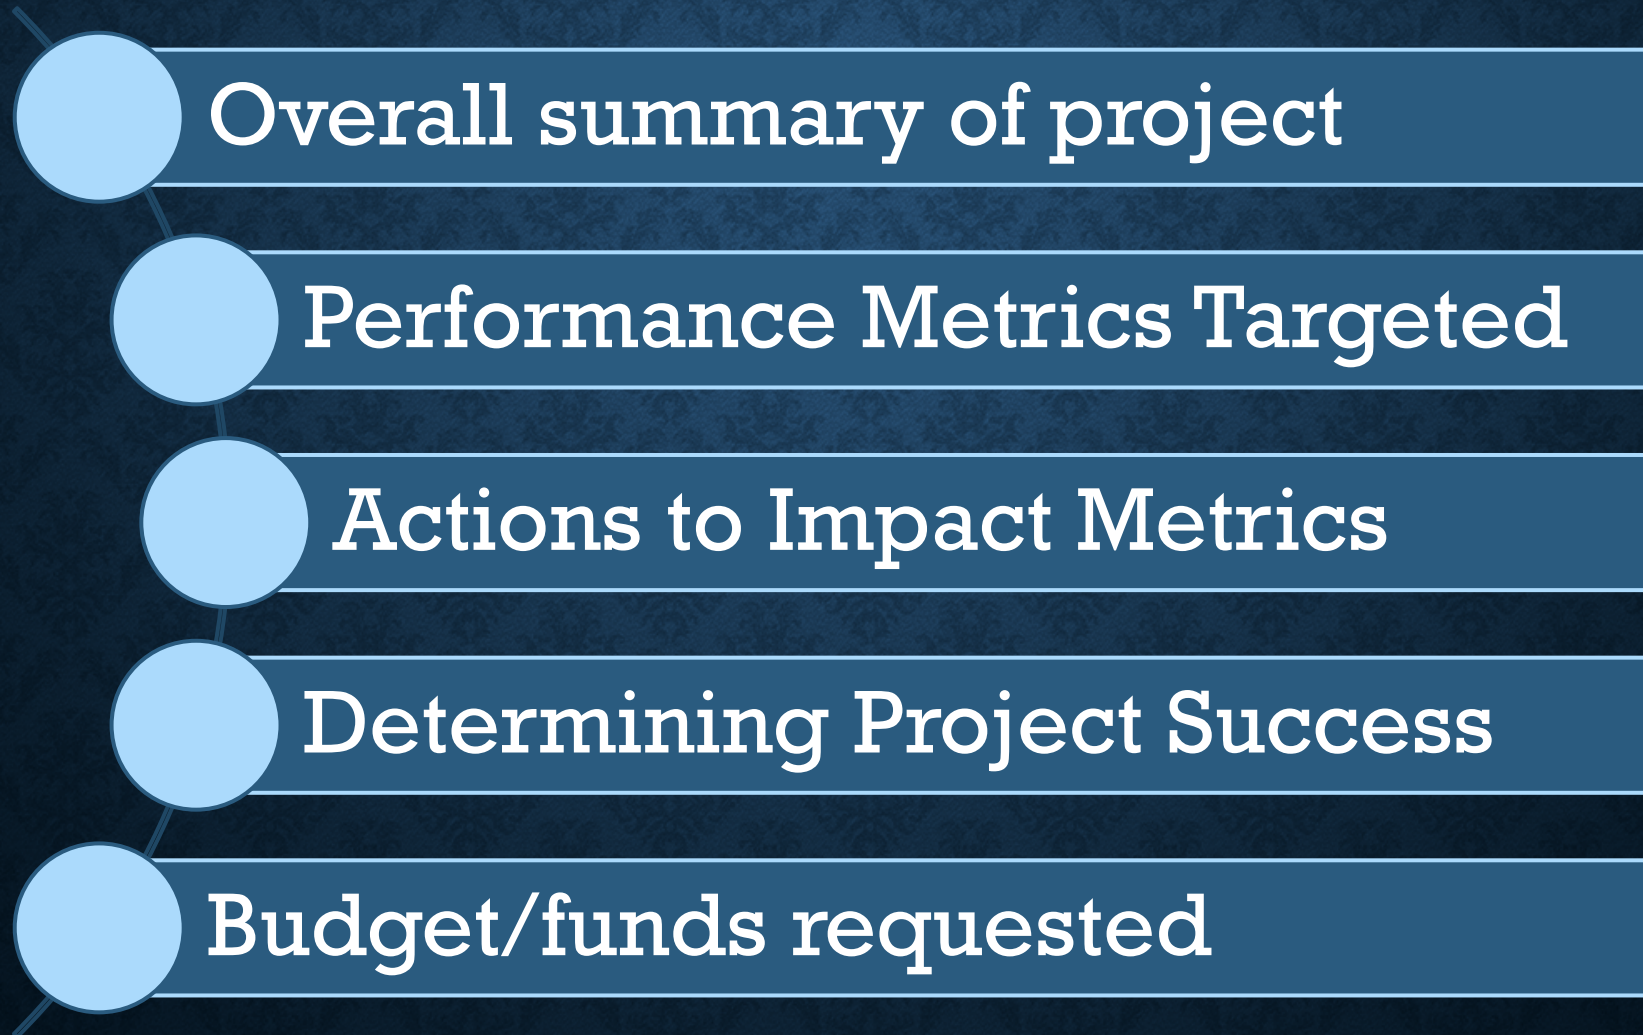 Overall summary of project
Performance Metrics Targeted
Actions to Impact Metrics
Determining Project Success
Budget/funds requested